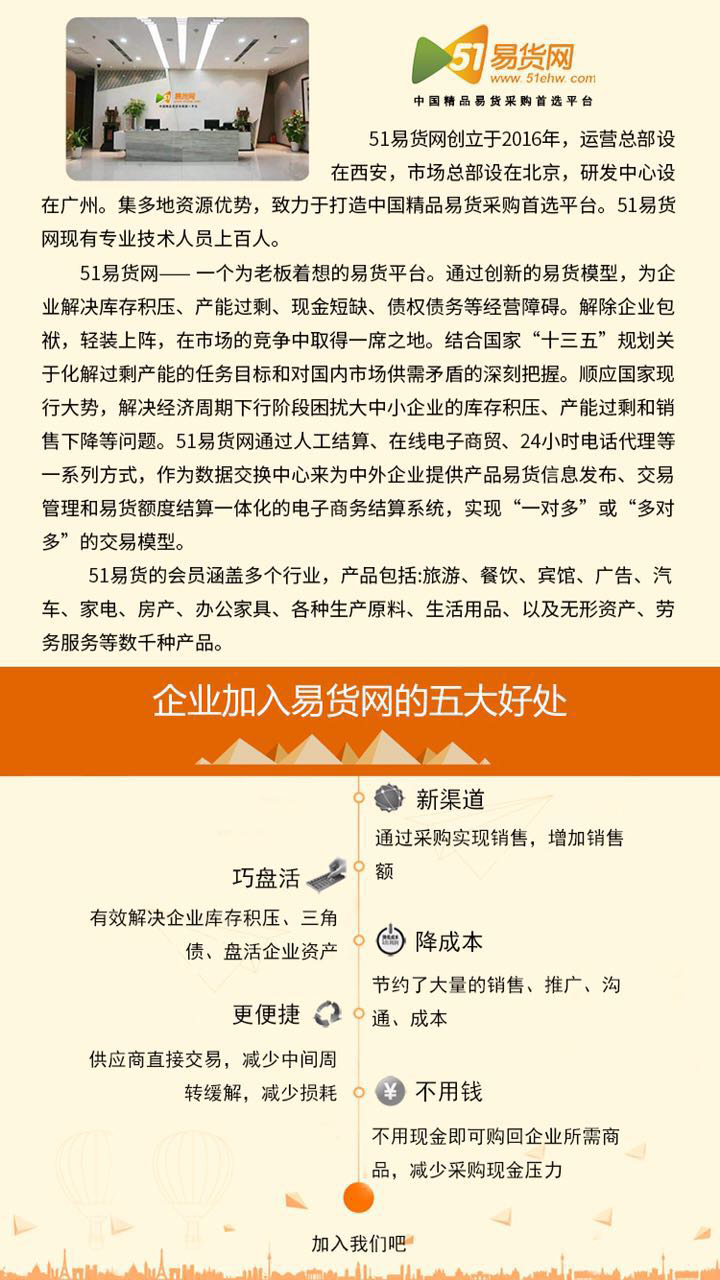 易货网
中国精品易货采购首选平台
51易货网
www.51ehw.com
中国精品易货采购首选平台
51易货网创立于2016年，运营总部设
在西安，市场总部设在北京，研发中心设
在广州。集多地资源优势，致力于打造中国精品易货采购首选平台。51易货
网现有专业技术人员上百人。
51易货网—— 一个为老板着想的易货平台。通过创新的易货模型，为企
业解决库存积压、产能过剩、现金短缺、债权债务等经营障碍。解除企业包
袱，轻装上阵，在市场的竞争中取得一席之地。结合国家“十三五”规划关
于化解过剩产能的任务目标和对国内市场供需矛盾的深刻把握。顺应国家现
行大势，解决经济周期下行阶段困扰大中小企业的库存积压、产能过剩和销
售下降等问题。51易货网通过人工结算、在线电子商贸、24小时电话代理等
一系列方式，作为数据交换中心来为中外企业提供产品易货信息发布、交易
管理和易货额度结算一体化的电子商务结算系统，实现“一对多”或“多对
多”的交易模型。
51易货的会员涵盖多个行业，产品包括:旅游、餐饮、宾馆、广告、汽
车、家电、房产、办公家具、各种生产原料、生活用品、以及无形资产、劳
务服务等数千种产品。
企业加入易货网的五大好处
新渠道
通过采购实现销售，增加销售
额
巧盘活
有效解决企业库存积压、三角
债、盘活企业资产
降成本
节约了大量的销售、推广、沟
通、成本
更便捷
供应商直接交易，减少中间周
转缓解，减少损耗
不用钱
不用现金即可购回企业所需商
品，减少采购现金压力
加入我们吧